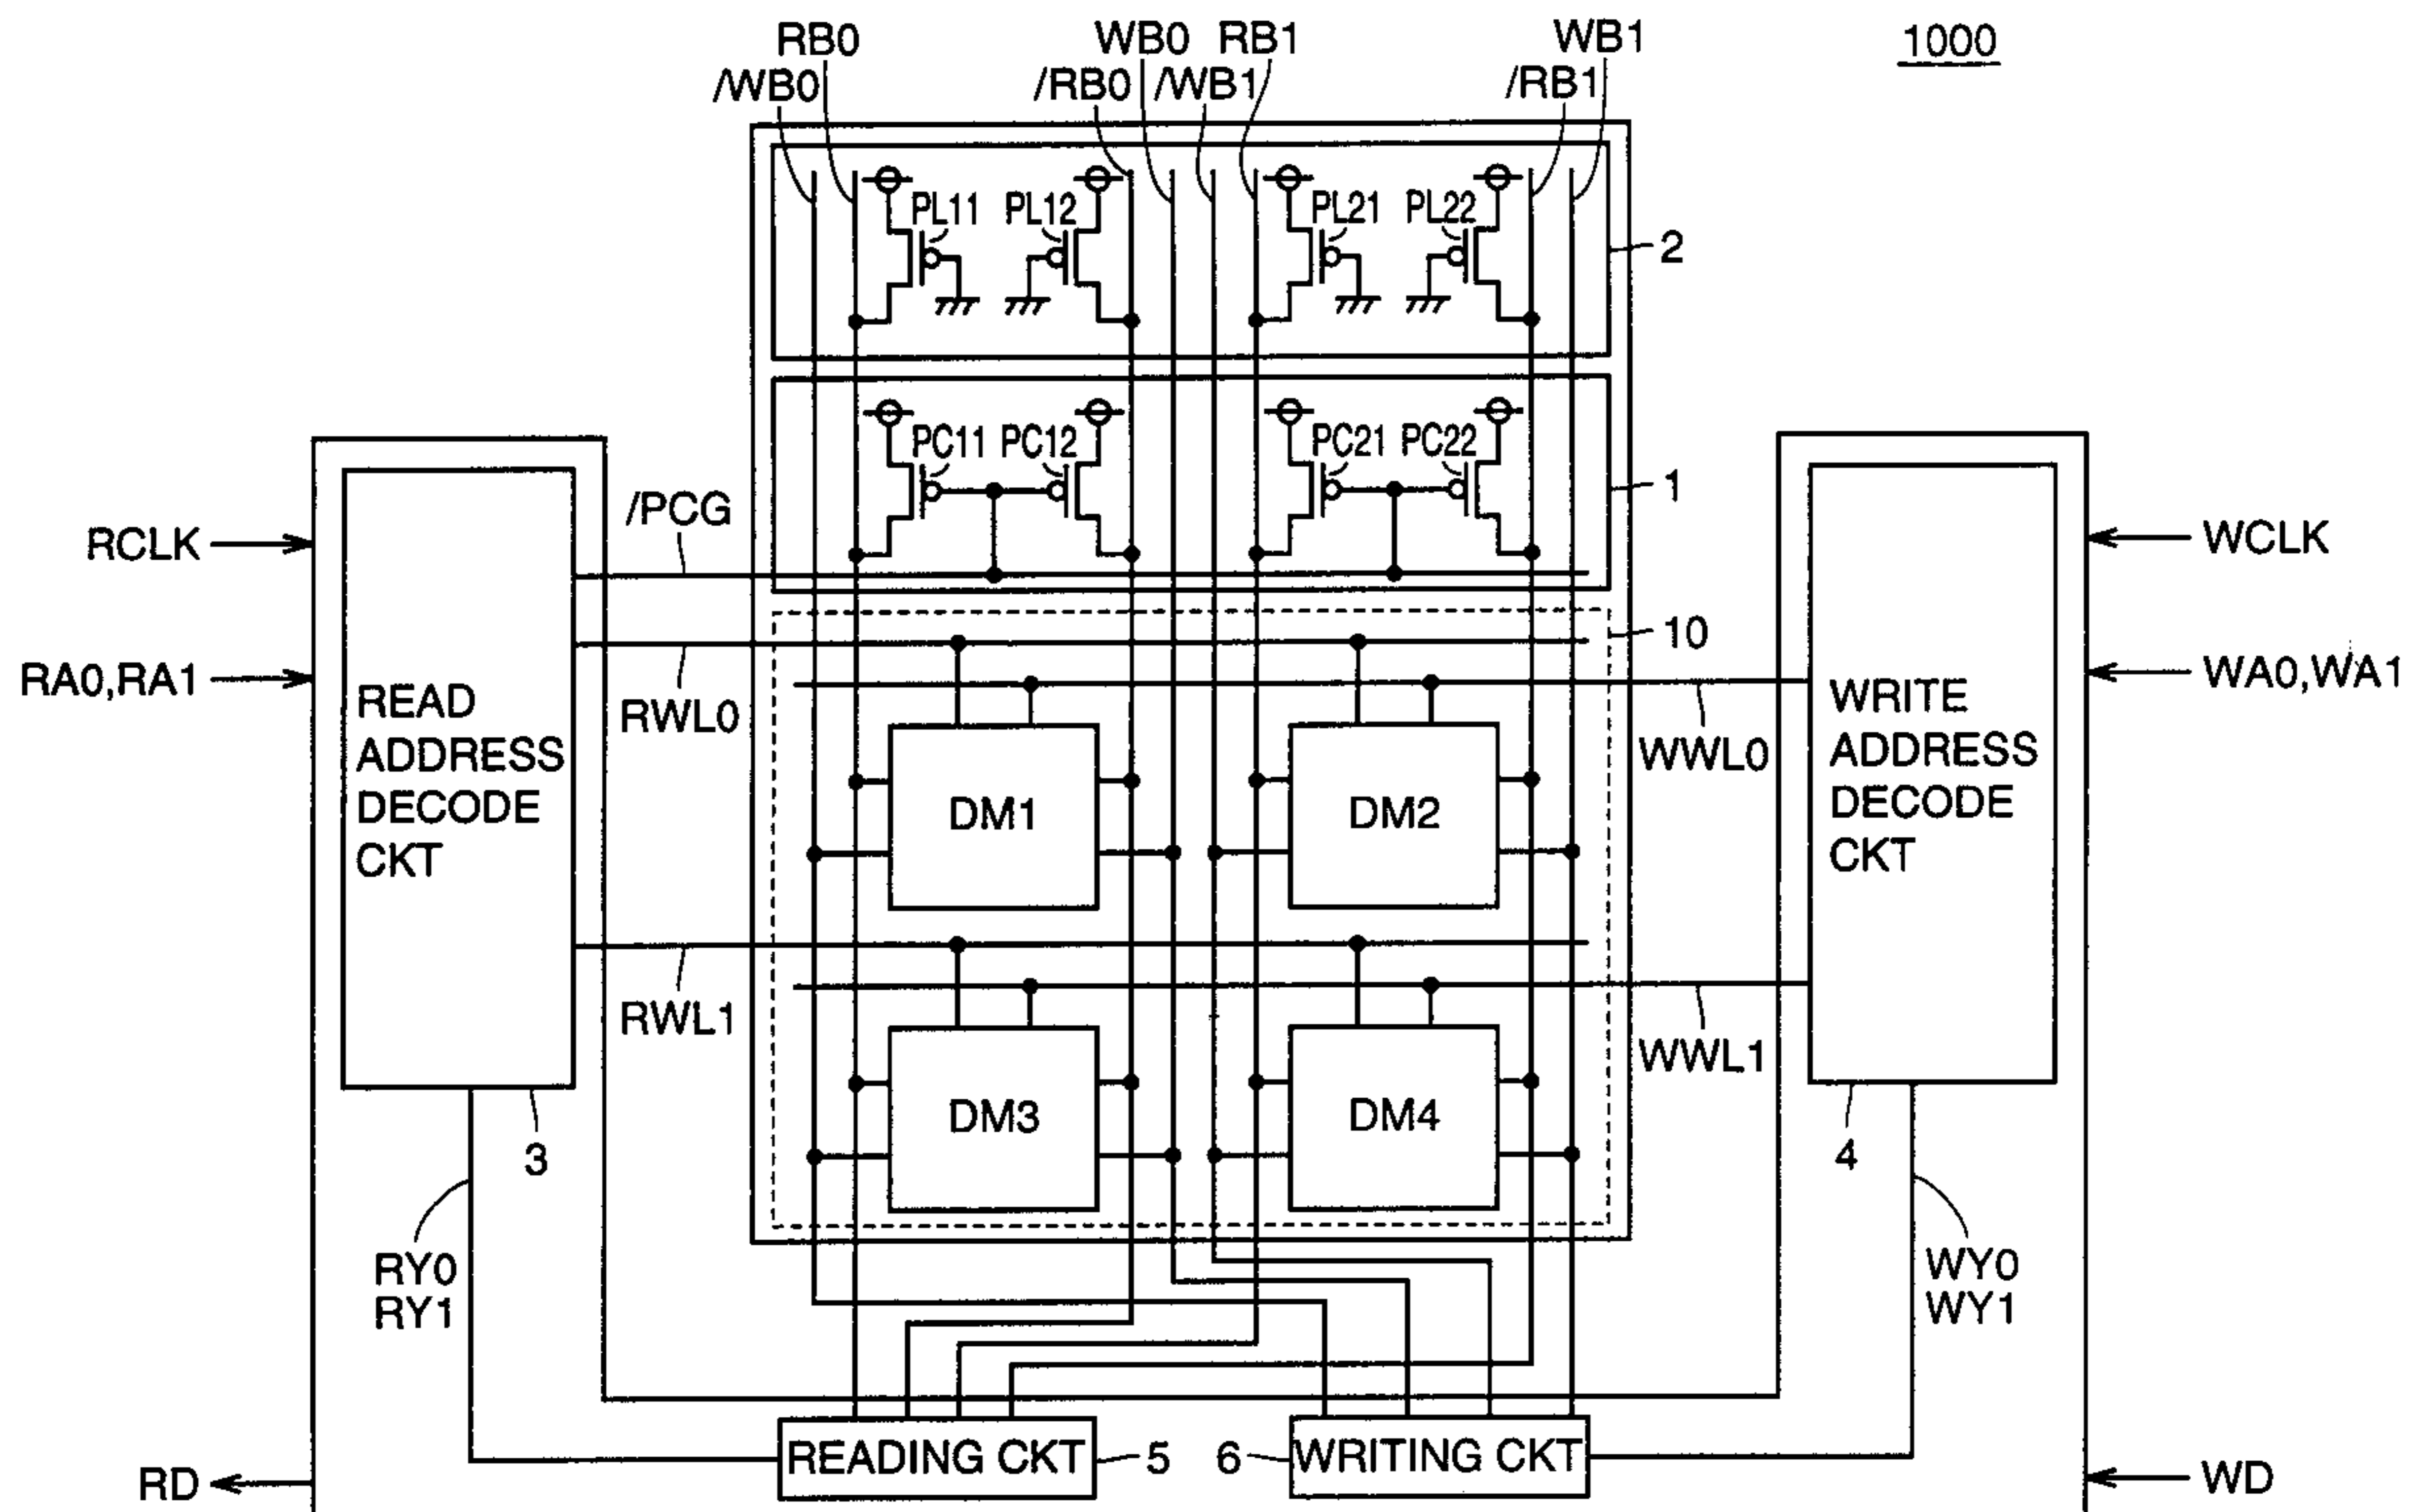 RB0
WB0
RB1
WB1
1000
/WB0
/RB0
/WB1
/RB1
PL11
PL12
PL21
PL22
2
PC11
PC12
PC21
PC22
1
/PCG
RCLK
WCLK
10
RA0,RA1
WA0,WA1
READ
ADDRESS
DECODE
CKT
RWL0
WWL0
WRITE
ADDRESS
DECODE
CKT
DM1
DM2
RWL1
WWL1
DM3
DM4
3
4
RY0
RY1
WY0
WY1
READING CKT
5
6
WRITING CKT
RD
WD